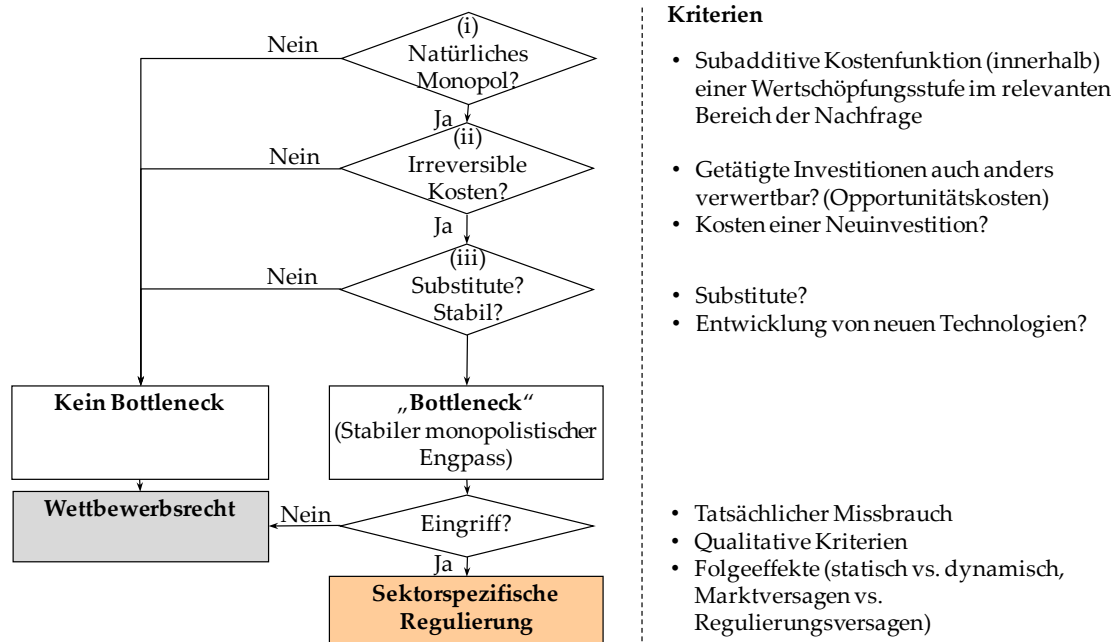 (i)
Natürliches
Monopol?
Nein
Ja
(ii)
Irreversible
Kosten?
Nein
Ja
(iii)
Substitute?
Stabil?
Nein
Kein Bottleneck
„Bottleneck“
(Stabiler monopolistischer
Engpass)
Wettbewerbsrecht
Nein
Eingriff?
Ja
Sektorspezifische
Regulierung
Kriterien
• Subadditive Kostenfunktion (innerhalb)
einer Wertschöpfungsstufe im relevanten
Bereich der Nachfrage
• Getätigte Investitionen auch anders
verwertbar? (Opportunitätskosten)
• Kosten einer Neuinvestition?
• Substitute?
• Entwicklung von neuen Technologien?
• Tatsächlicher Missbrauch
• Qualitative Kriterien
• Folgeeffekte (statisch vs. dynamisch,
Marktversagen vs.
Regulierungsversagen)